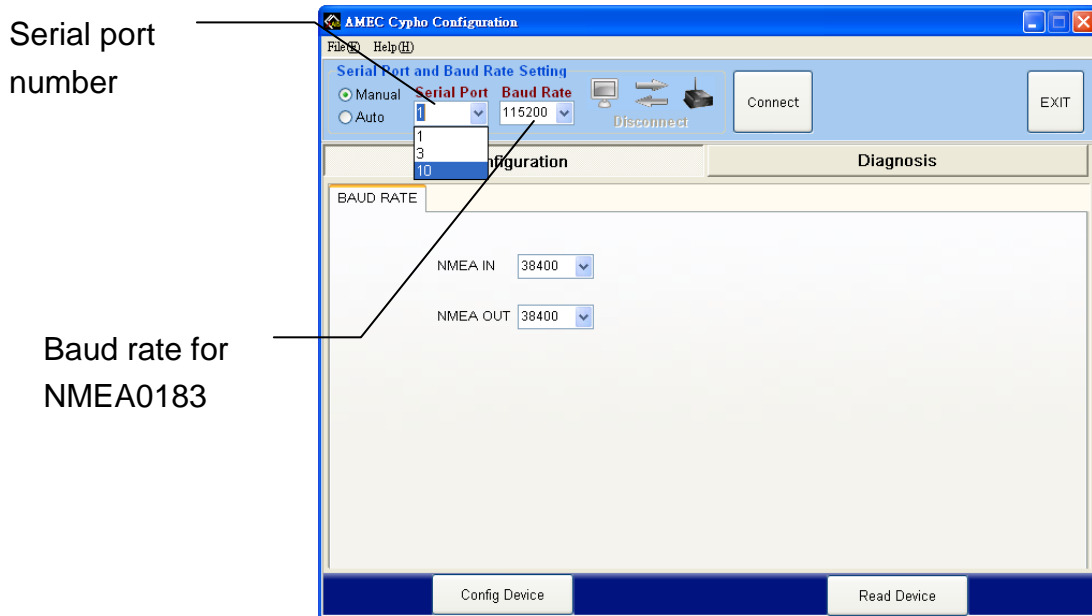 Serial port
number
Baud rate for
NMEA0183
AMEC Cypho Configuration
File(F) Help(H)
Serial Port and Baud Rate Setting
Manual
Auto
Serial Port
Baud Rate
1
115200
1
3
10
Disconnect
Connect
EXIT
nfiguration
Diagnosis
BAUD RATE
NMEA IN
38400
NMEA OUT
38400
Config Device
Read Device